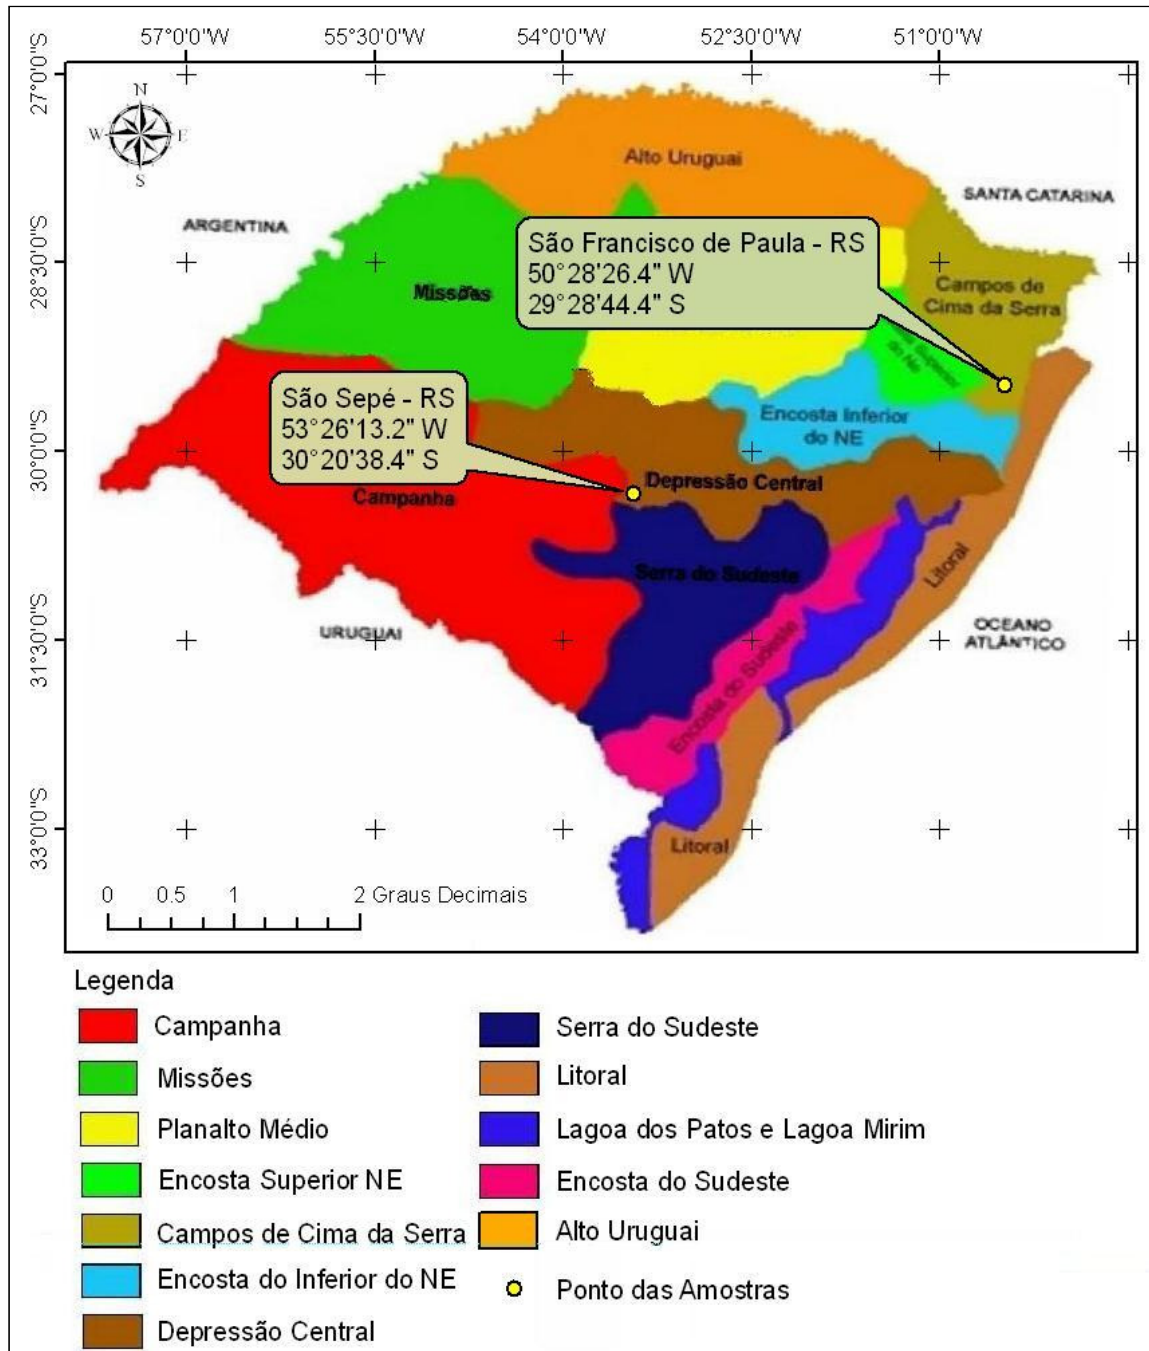 57°0'0"W 55°30'0"W 54°0'0"W 52°30'0"W 51°0'0"W
27°0'0"S
28°30'0"S
30°0'0"S
31°30'0"S
33°0'0"S
N
W E
S
Alto Uruguai
SANTA CATARINA
ARGENTINA
São Francisco de Paula - RS
50°28'26.4" W
29°28'44.4" S
Campos de
Cima da Serra
Missões
Superior
do Ne
São Sepé - RS
53°26'13.2" W
30°20'38.4" S
Encosta Inferior
do NE
Depressão Central
Campanha
Litoral
Serra do Sudeste
URUGUAI
OCEANO
ATLÂNTICO
Encosta do Sudeste
Litoral
0 0.5 1 2 Graus Decimais
Legenda
Campanha
Missões
Planalto Médio
Encosta Superior NE
Campos de Cima da Serra
Encosta do Inferior do NE
Depressão Central
Serra do Sudeste
Litoral
Lagoa dos Patos e Lagoa Mirim
Encosta do Sudeste
Alto Uruguai
Ponto das Amostras